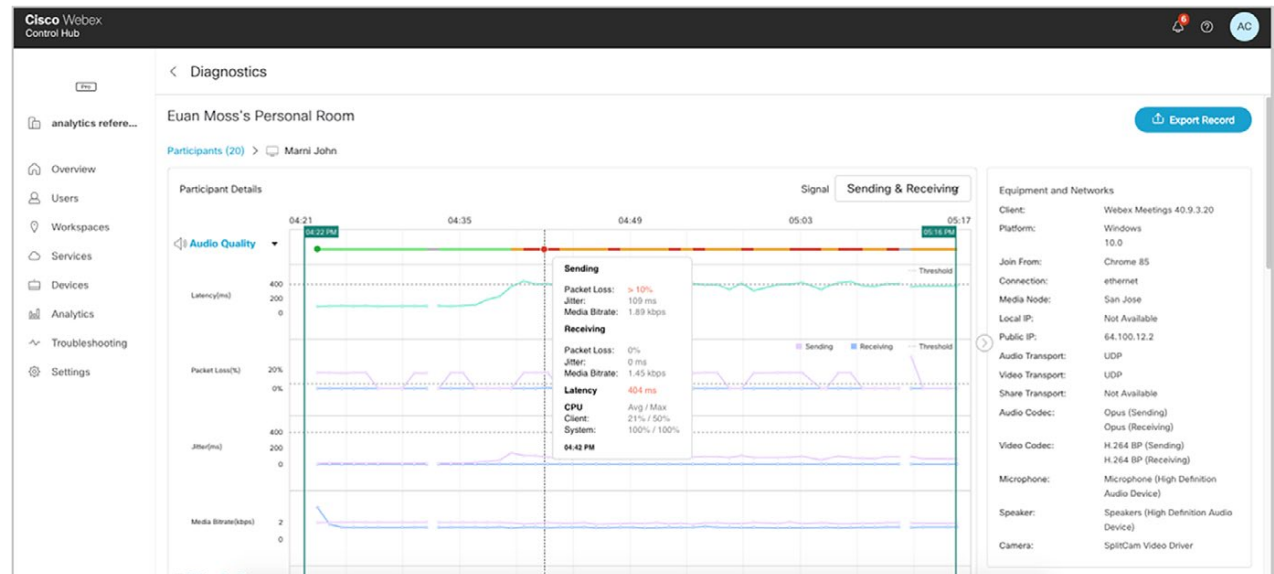 Cisco Webex
Control Hub
6
AC
Pro
analytics refere...
Overview
Users
Workspaces
Services
Devices
Analytics
Troubleshooting
Settings
Diagnostics
Euan Moss's Personal Room
Export Record
Participants (20) > Marni John
Participant Details
Signal Sending & Receiving
04:21 04:35 04:49 05:03 05:17
04:22 PM 05:16 PM
Audio Quality
Threshold
Latency(ms)
400
200
0
Sending Receiving Threshold
Packet Loss(%)
20%
0%
Jitter(ms)
400
200
0
Media Bitrate(kbps)
2
0
Sending
Packet Loss: > 10%
Jitter: 109 ms
Media Bitrate: 1.89 kbps
Receiving
Packet Loss: 0%
Jitter: 0 ms
Media Bitrate: 1.45 kbps
Latency 404 ms
CPU Avg / Max
Client: 21% / 50%
System: 100% / 100%
04:42 PM
Equipment and Networks
Client: Webex Meetings 40.9.3.20
Platform: Windows
10.0
Join From: Chrome 85
Connection: ethernet
Media Node: San Jose
Local IP: Not Available
Public IP: 64.100.12.2
Audio Transport: UDP
Video Transport: UDP
Share Transport: Not Available
Audio Codec: Opus (Sending)
Opus (Receiving)
Video Codec: H.264 BP (Sending)
H.264 BP (Receiving)
Microphone: Microphone (High Definition
Audio Device)
Speaker: Speakers (High Definition Audio
Device)
Camera: SplitCam Video Driver